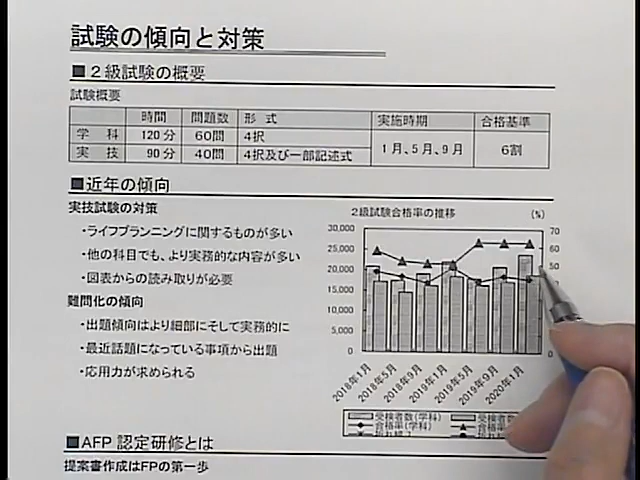 試験の傾向と対策
■2級試験の概要
試験概要
時間 問題数 形 式 実施時期 合格基準
学 科 120分 60問 4択
実 技 90分 40問 4択及び一部記述式
1月、5月、9月 6割
■近年の傾向
実技試験の対策
・ライフプランニングに関するものが多い
・他の科目でも、より実務的な内容が多い
・図表からの読み取りが必要
難問化の傾向
・出題傾向はより細部にそして実務的に
・最近話題になっている事項から出題
・応用力が求められる
2級試験合格率の推移 (%)
30,000 70
25,000 60
20,000 50
15,000
10,000
5,000
0 0
2018年1月 2018年5月 2018年9月 2019年1月 2019年5月 2019年9月 2020年1月
受検者数(学科) 受検者数
合格率(学科) 合格率
■AFP 認定研修とは
提案書作成はFPの第一歩